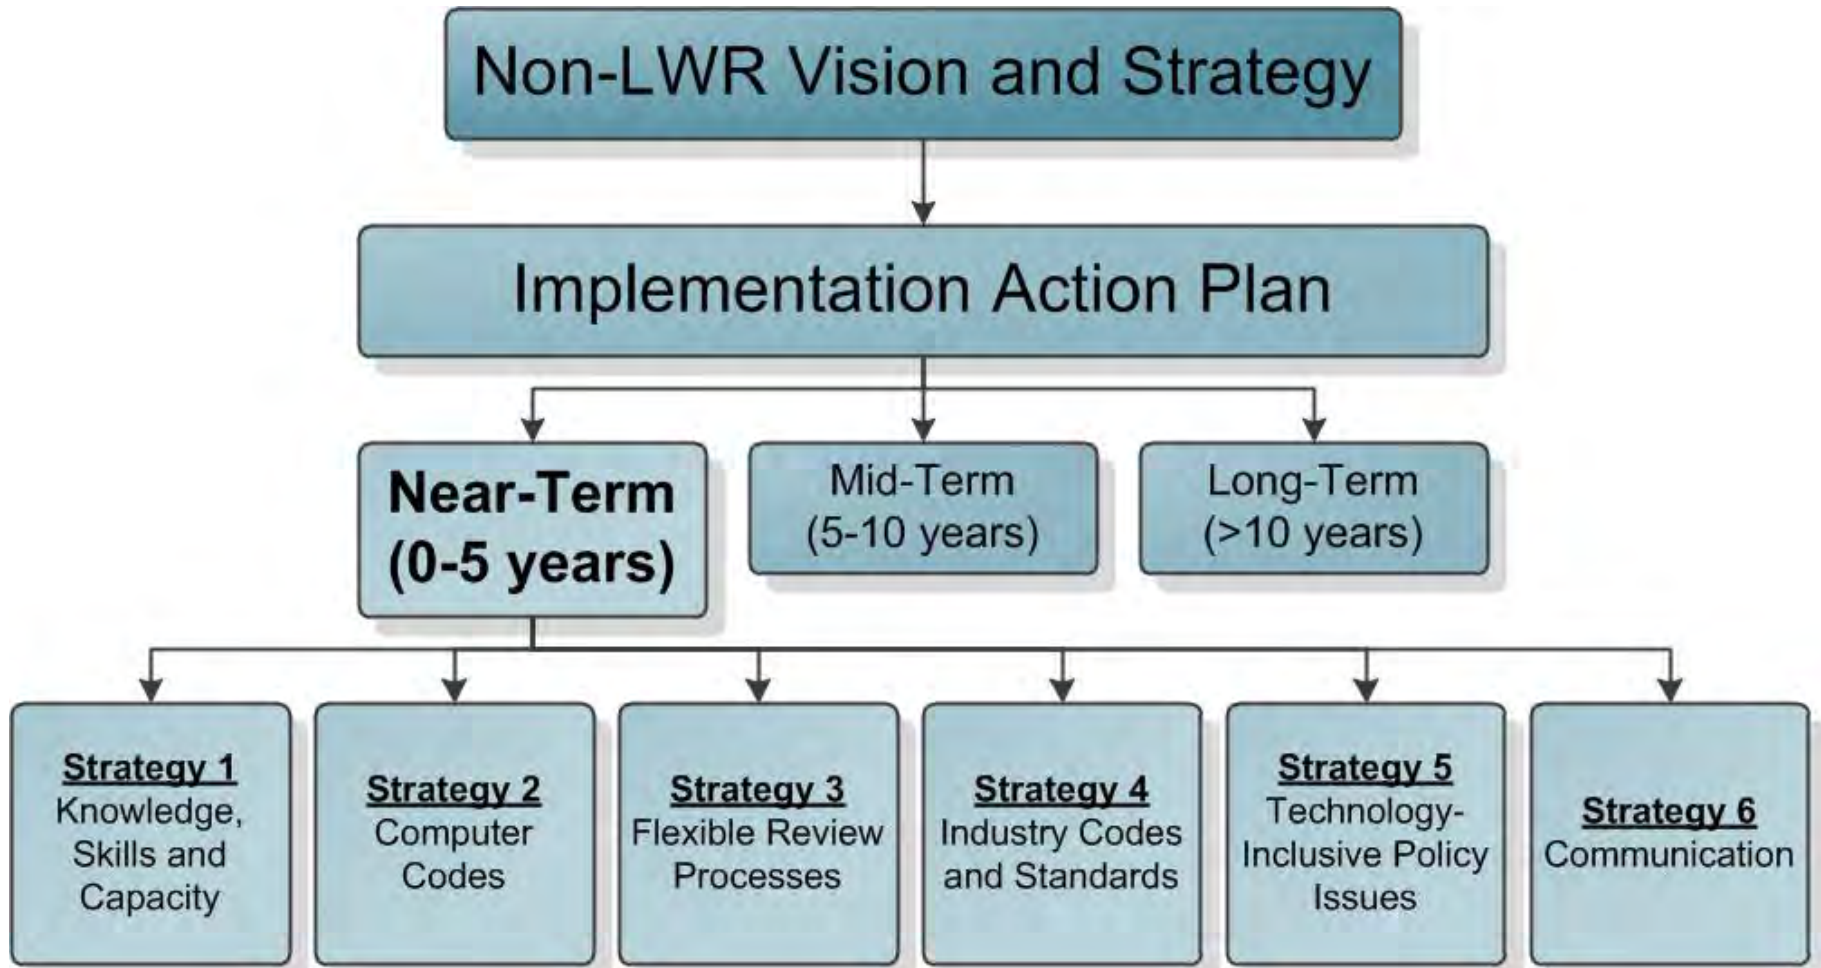 Non-LWR Vision and Strategy
Implementation Action Plan
Near-Term
(0-5 years)
Mid-Term
(5-10 years)
Long-Term
(>10 years)
Strategy 1
Knowledge,
Skills and
Capacity
Strategy 2
Computer
Codes
Strategy 3
Flexible Review
Processes
Strategy 4
Industry Codes
and Standards
Strategy 5
Technology-
Inclusive Policy
Issues
Strategy 6
Communication